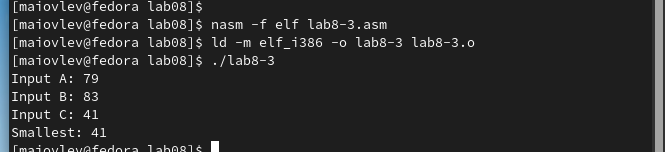 [maiovlev@fedora lab08]$
[maiovlev@fedora lab08]$ nasm -f elf lab8-3.asm
[maiovlev@fedora lab08]$ ld -m elf_i386 -o lab8-3 lab8-3.o
[maiovlev@fedora lab08]$ ./lab8-3
Input A: 79
Input B: 83
Input C: 41
Smallest: 41
[maiovlev@fedora lab08]$